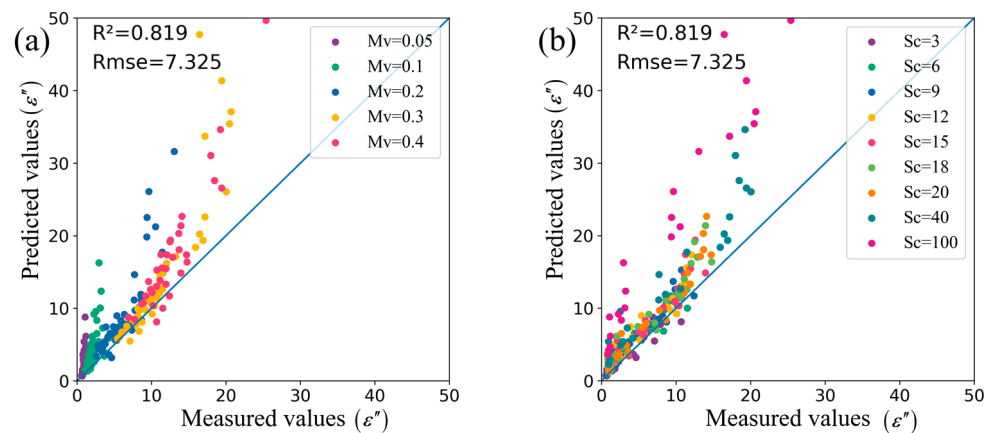 (a)
R²=0.819
Rmse=7.325
Mv=0.05
Mv=0.1
Mv=0.2
Mv=0.3
Mv=0.4
Predicted values (ε″)
50
40
30
20
10
0
0 10 20 30 40 50
Measured values (ε″)
(b)
R²=0.819
Rmse=7.325
Sc=3
Sc=6
Sc=9
Sc=12
Sc=15
Sc=18
Sc=20
Sc=40
Sc=100
Predicted values (ε″)
50
40
30
20
10
0
0 10 20 30 40 50
Measured values (ε″)